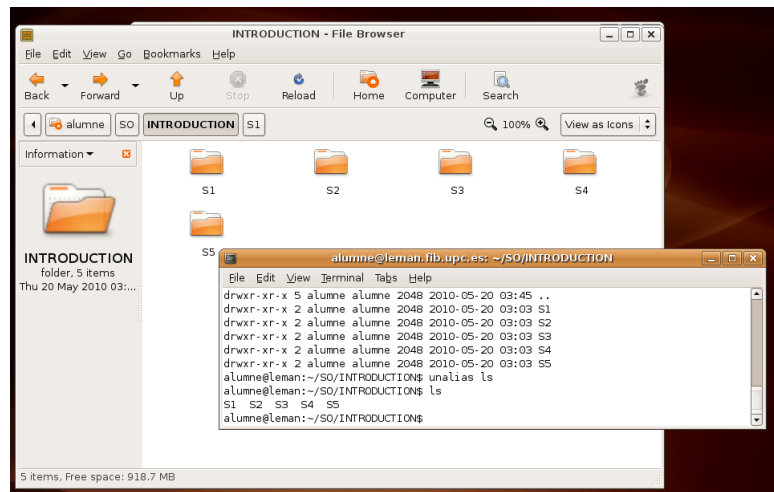 INTRODUCTION - File Browser
File Edit View Go Bookmarks Help
Back Forward Up Stop Reload Home Computer Search
alumne SO INTRODUCTION S1 100% View as Icons
Information
S1 S2 S3 S4
S5
INTRODUCTION
folder, 5 items
Thu 20 May 2010 03:...
alumne@leman.fib.upc.es: ~/SO/INTRODUCTION
File Edit View Terminal Tabs Help
drwxr-xr-x 5 alumne alumne 2048 2010-05-20 03:45 ..
drwxr-xr-x 2 alumne alumne 2048 2010-05-20 03:03 S1
drwxr-xr-x 2 alumne alumne 2048 2010-05-20 03:03 S2
drwxr-xr-x 2 alumne alumne 2048 2010-05-20 03:03 S3
drwxr-xr-x 2 alumne alumne 2048 2010-05-20 03:03 S4
drwxr-xr-x 2 alumne alumne 2048 2010-05-20 03:03 S5
alumne@leman:~/SO/INTRODUCTION$ unalias ls
alumne@leman:~/SO/INTRODUCTION$ ls
S1 S2 S3 S4 S5
alumne@leman:~/SO/INTRODUCTION$
5 items, Free space: 918.7 MB